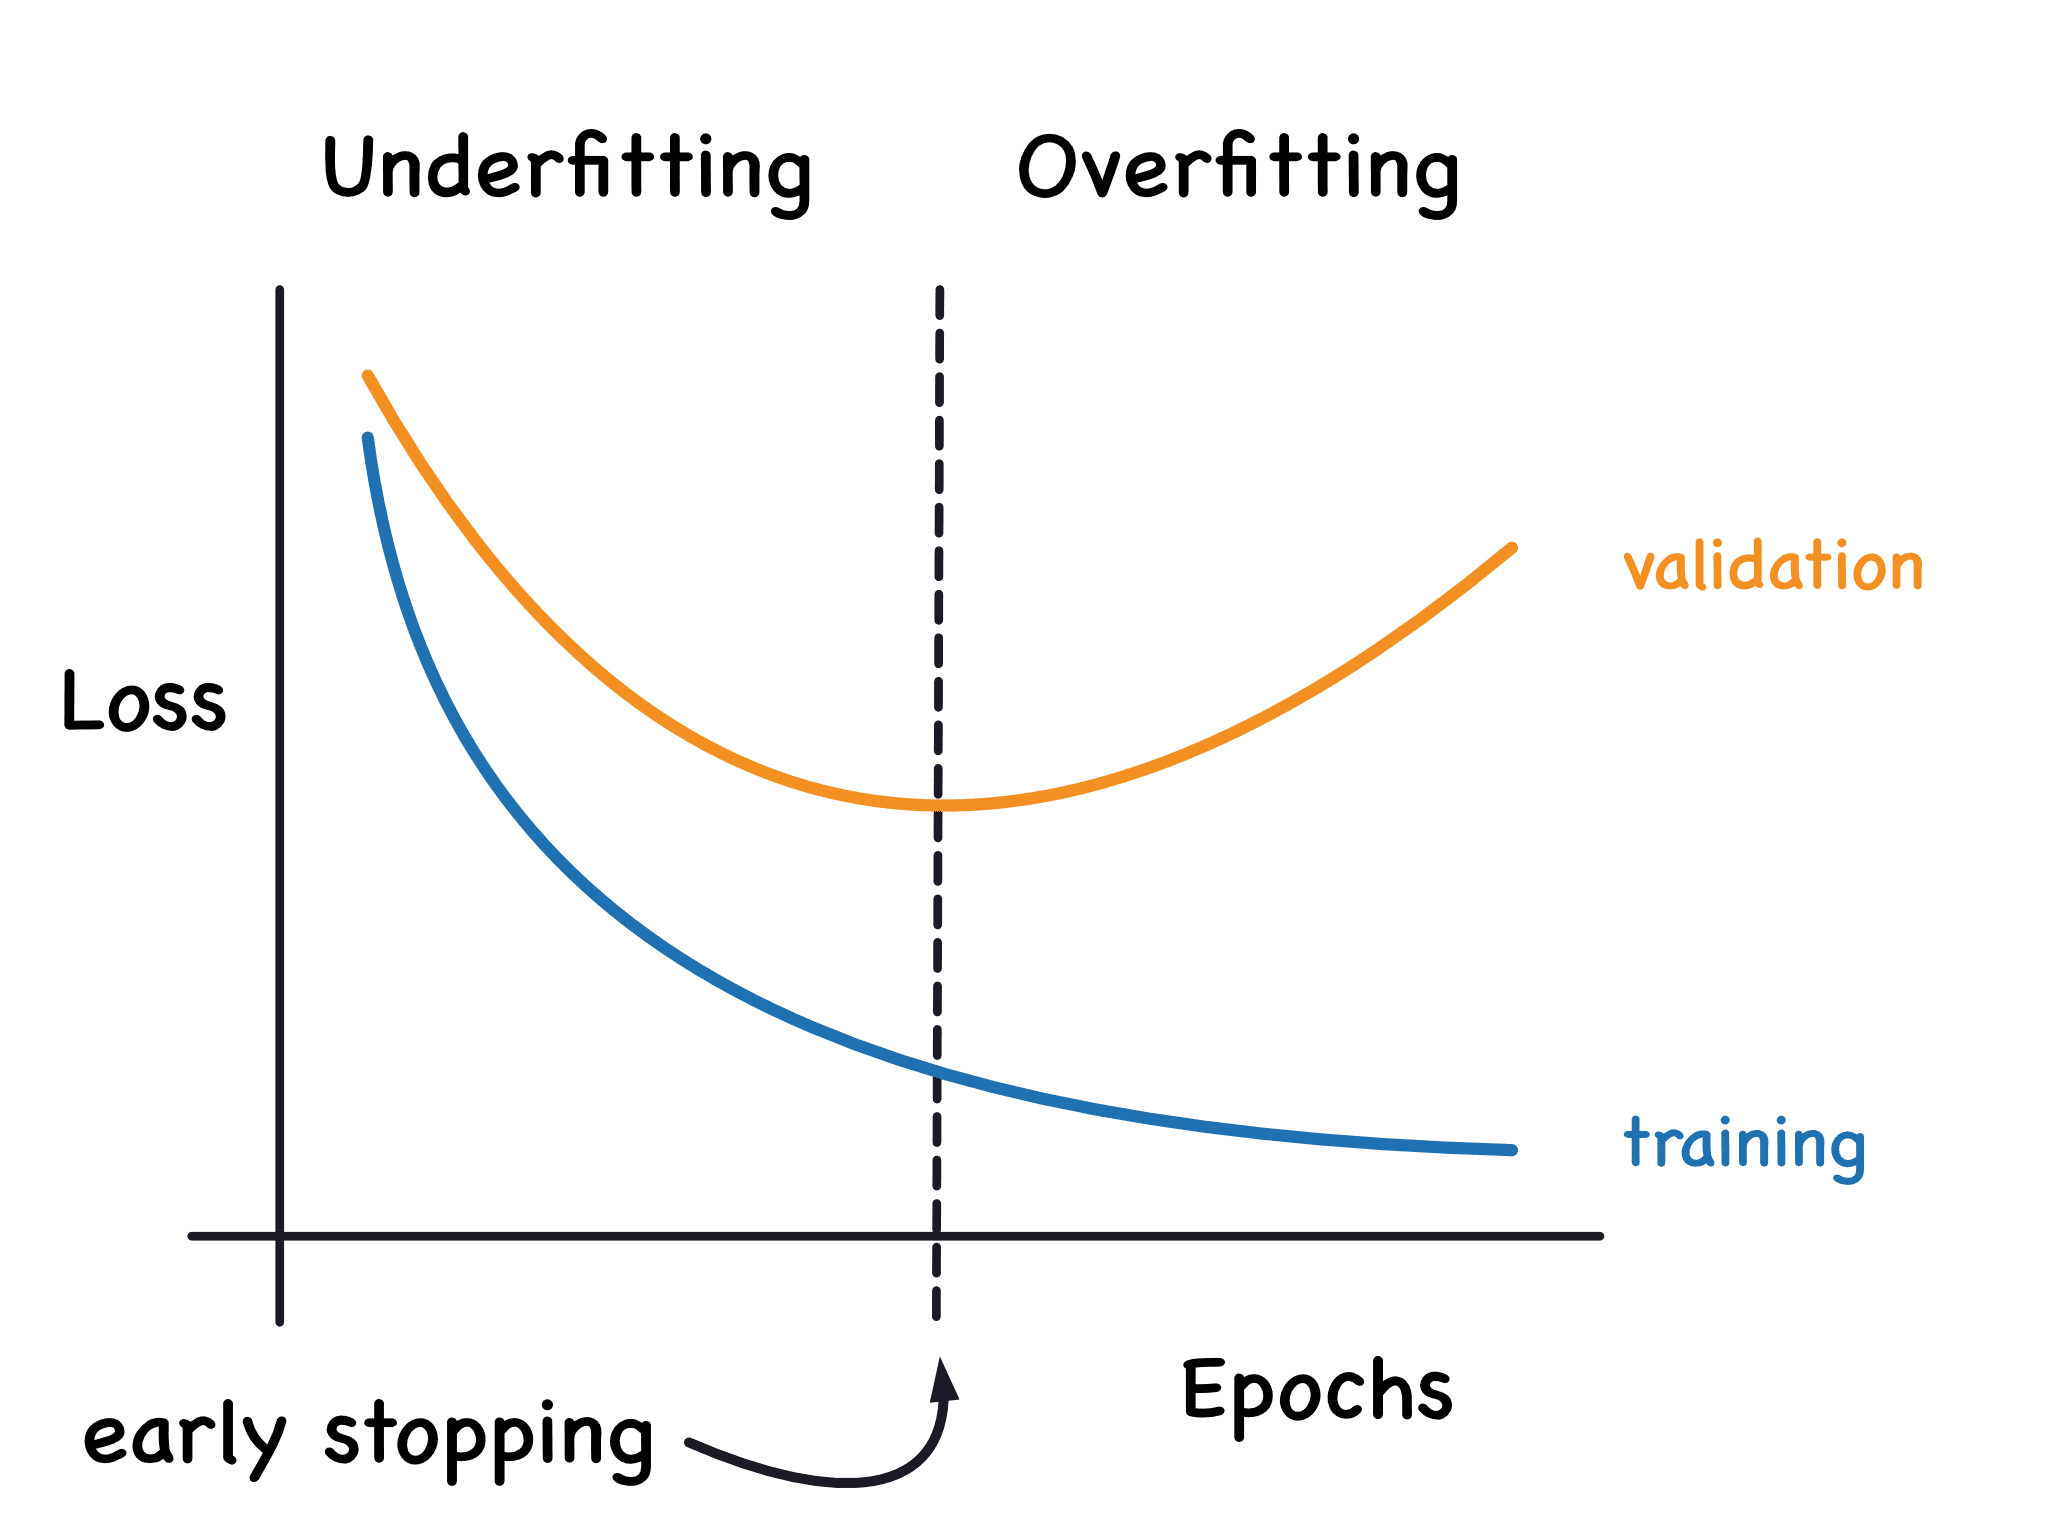 Underfitting
Overfitting
Loss
validation
training
Epochs
early stopping